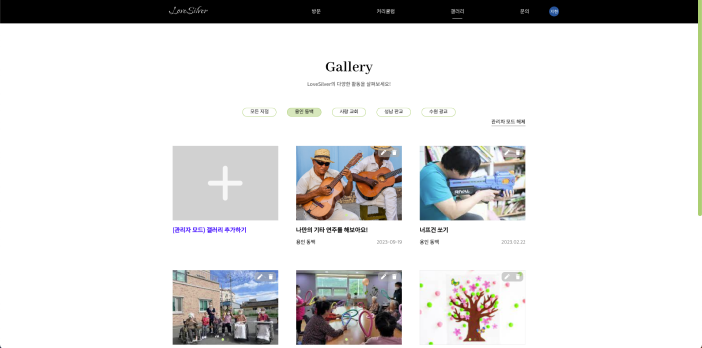 LoveSilver
방문
커리큘럼
갤러리
문의
Gallery
LoveSilver의 다양한 활동을 살펴보세요!
모든 지점
용인 동백
사랑 교회
성남 판교
수원 광교
관리자 모드 해제
(관리자 모드) 갤러리 추가하기
나만의 기타 연주를 해보아요!
용인 동백
2023-09-19
너프건 쏘기
용인 동백
2023.02.22